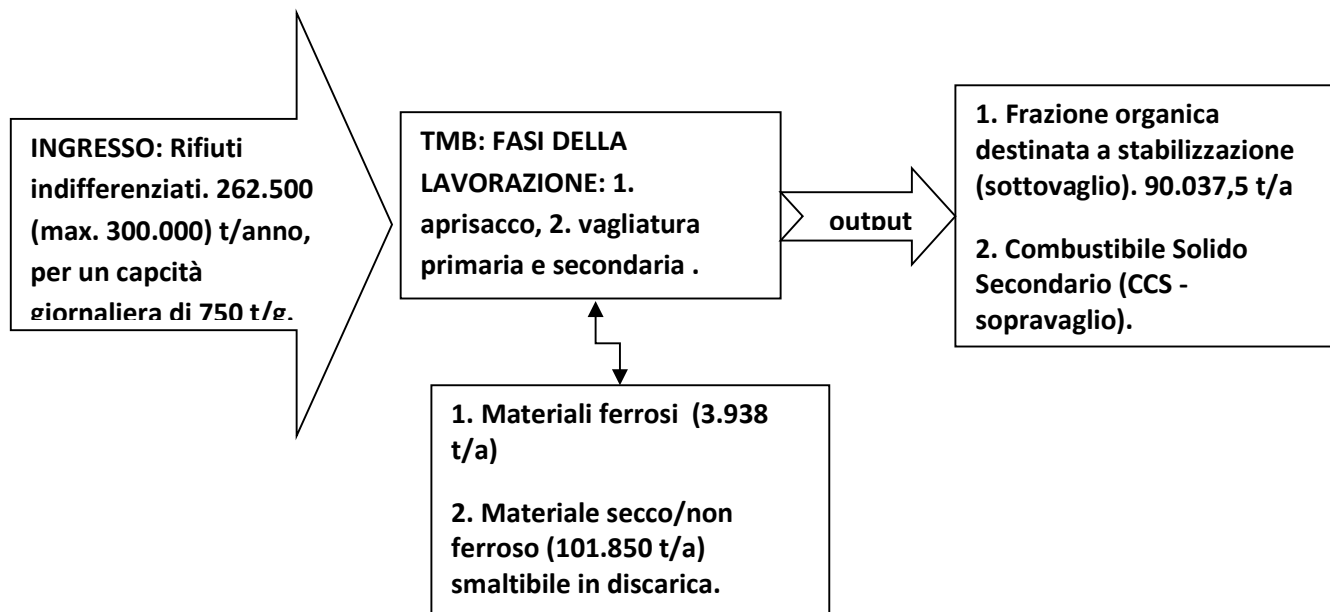 INGRESSO: Rifiuti
indifferenziati. 262.500
(max. 300.000) t/anno,
per un capcità
giornaliera di 750 t/g.
TMB: FASI DELLA
LAVORAZIONE: 1.
aprisacco, 2. vagliatura
primaria e secondaria .
output
1. Frazione organica
destinata a stabilizzazione
(sottovaglio). 90.037,5 t/a
2. Combustibile Solido
Secondario (CCS -
sopravaglio).
1. Materiali ferrosi (3.938
t/a)
2. Materiale secco/non
ferroso (101.850 t/a)
smaltibile in discarica.